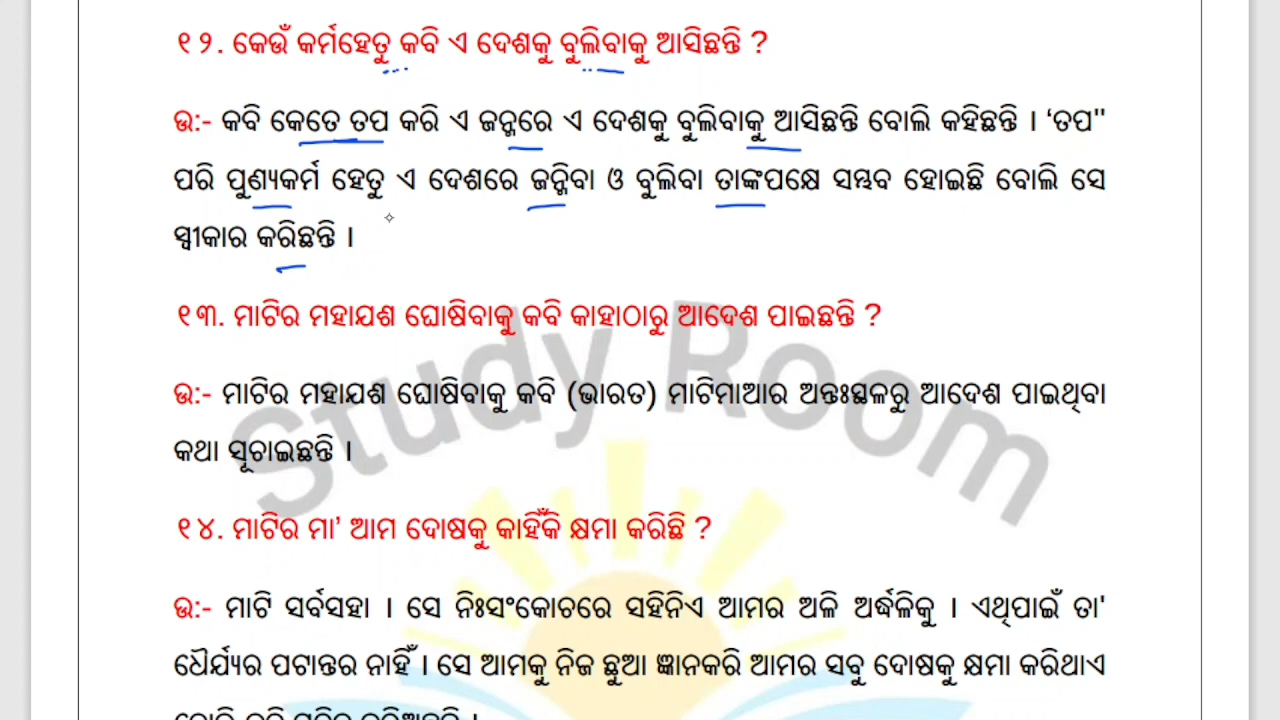 ୧୨. କେଉଁ କର୍ମହେତୁ କବି ଏ ଦେଶକୁ ବୁଲିବାକୁ ଆସିଛନ୍ତି ?
ଉ:- କବି କେତେ ତପ କରି ଏ ଜନ୍ମରେ ଏ ଦେଶକୁ ବୁଲିବାକୁ ଆସିଛନ୍ତି ବୋଲି କହିଛନ୍ତି । ‘ତପ"
ପରି ପୁଣ୍ୟକର୍ମ ହେତୁ ଏ ଦେଶରେ ଜନ୍ମିବା ଓ ବୁଲିବା ତାଙ୍କପକ୍ଷେ ସମ୍ଭବ ହୋଇଛି ବୋଲି ସେ
ସ୍ୱୀକାର କରିଛନ୍ତି ।
୧୩. ମାଟିର ମହାଯଶ ଘୋଷିବାକୁ କବି କାହାଠାରୁ ଆଦେଶ ପାଇଛନ୍ତି ?
ଉ:- ମାଟିର ମହାଯଶ ଘୋଷିବାକୁ କବି (ଭାରତ) ମାଟିମାଆର ଅନ୍ତଃସ୍ଥଳରୁ ଆଦେଶ ପାଇଥିବା
କଥା ସୂଚାଇଛନ୍ତି ।
Study Room
୧୪. ମାଟିର ମା’ ଆମ ଦୋଷକୁ କାହିଁକି କ୍ଷମା କରିଛି ?
ଉ:- ମାଟି ସର୍ବସହା । ସେ ନିଃସଂକୋଚରେ ସହିନିଏ ଆମର ଅଳି ଅର୍ଦ୍ଧଳିକୁ । ଏଥିପାଇଁ ତା'
ଧୈର୍ଯ୍ୟର ପଟାନ୍ତର ନାହିଁ । ସେ ଆମକୁ ନିଜ ଛୁଆ ଜ୍ଞାନକରି ଆମର ସବୁ ଦୋଷକୁ କ୍ଷମା କରିଥାଏ